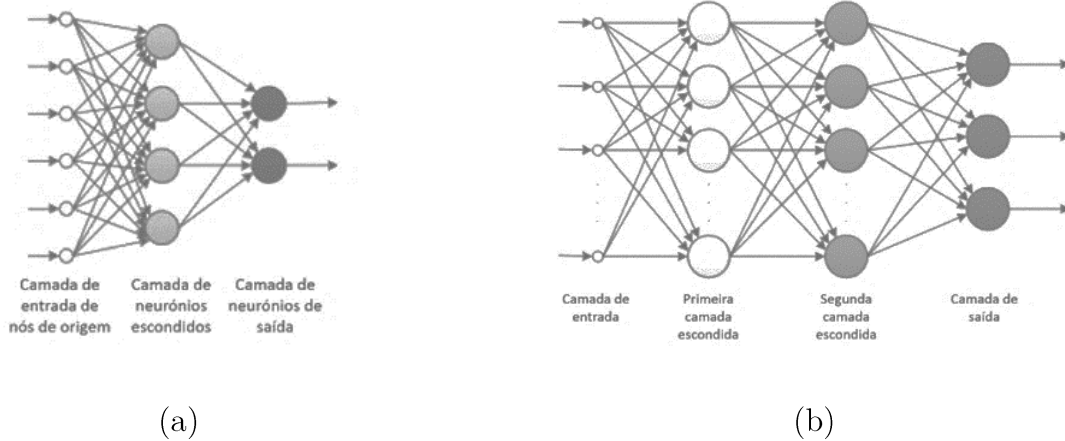 Camada de
entrada de
nós de origem
Camada de
neurónios
escondidos
Camada de
neurónios de
saída
Camada de
entrada
Primeira
camada
escondida
Segunda
camada
escondida
Camada de
saída
(a)
(b)